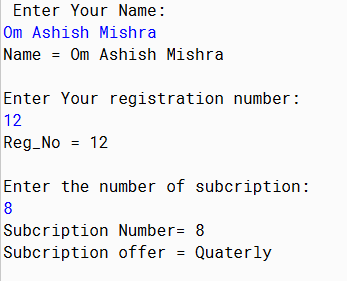 Enter Your Name:
Om Ashish Mishra
Name = Om Ashish Mishra
Enter Your registration number:
12
Reg_No = 12
Enter the number of subcription:
8
Subcription Number= 8
Subcription offer = Quaterly